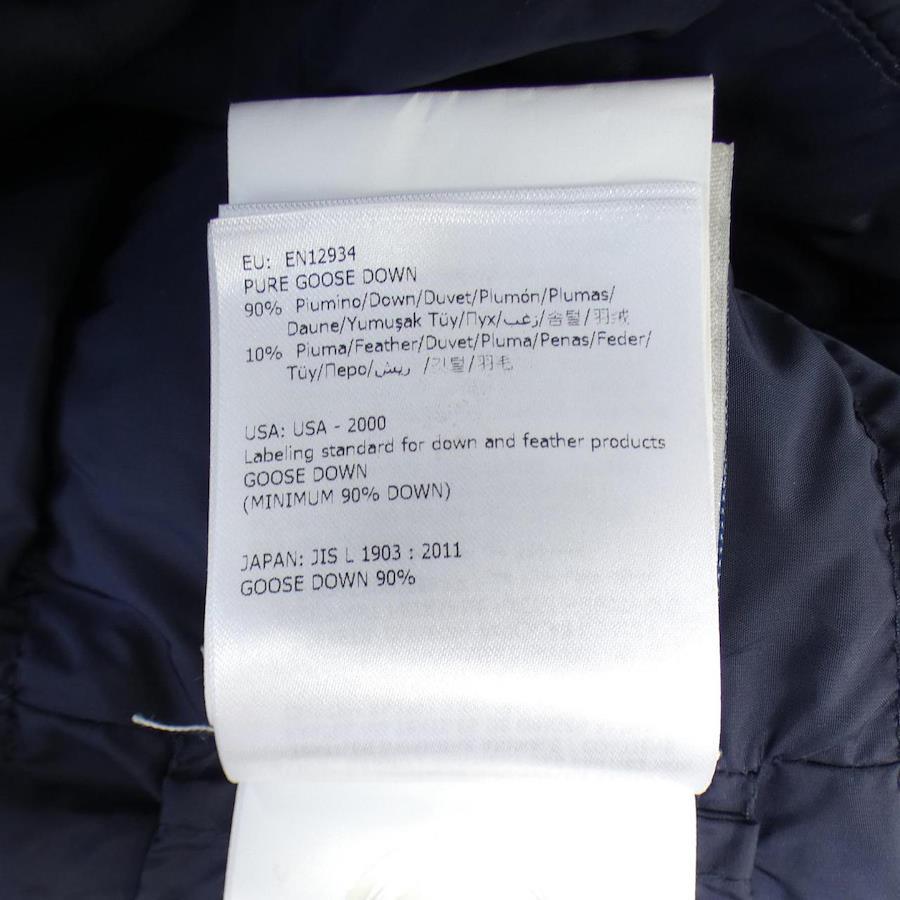 EU: EN12934
PURE GOOSE DOWN
90% Piumino/Down/Duvet/Plumón/Plumas/
Daune/Yumuşak Tüy/Пух/زغب/솜털/羽绒
10% Piuma/Feather/Duvet/Pluma/Penas/Feder/
Tüy/Перо/ريش /깃털/羽毛
USA: USA - 2000
Labeling standard for down and feather products
GOOSE DOWN
(MINIMUM 90% DOWN)
JAPAN: JIS L 1903 : 2011
GOOSE DOWN 90%